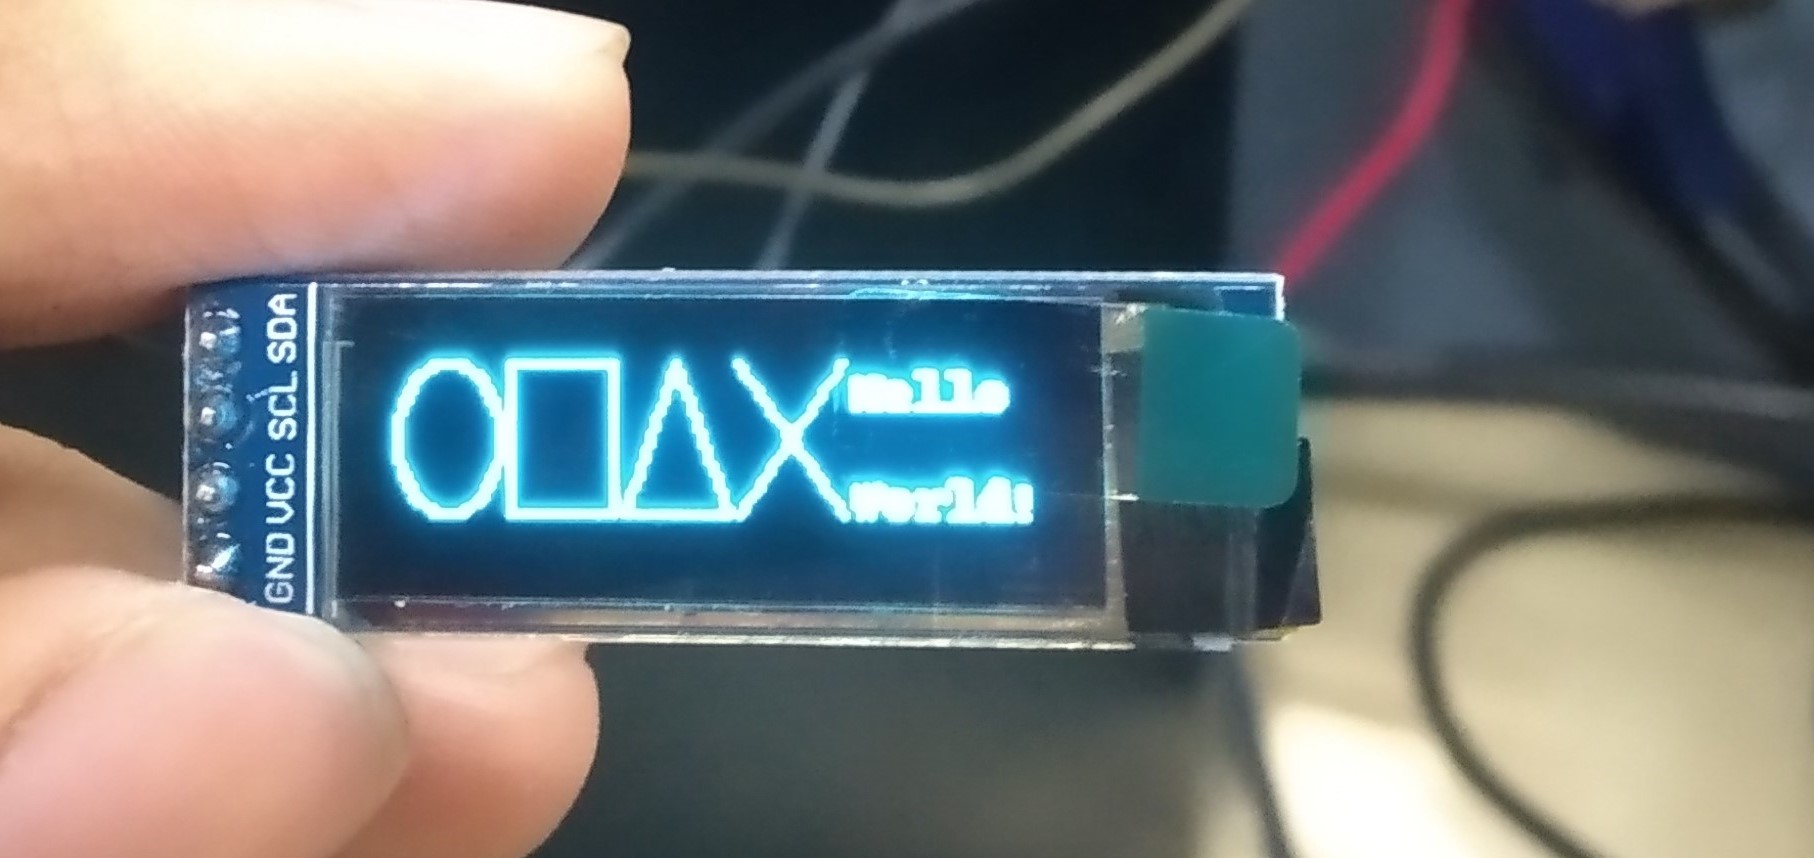 GND VCC SCL SDA
Hello
World!